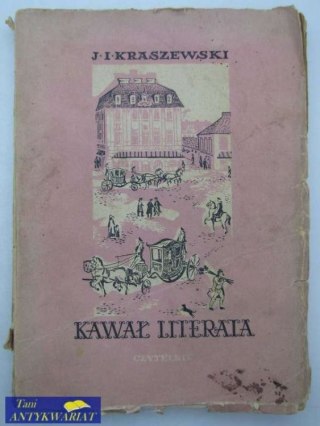 J·I·KRASZEWSKI
KAWAŁ LITERATA
CZYTELNIK
Tani
ANTYKWARIAT